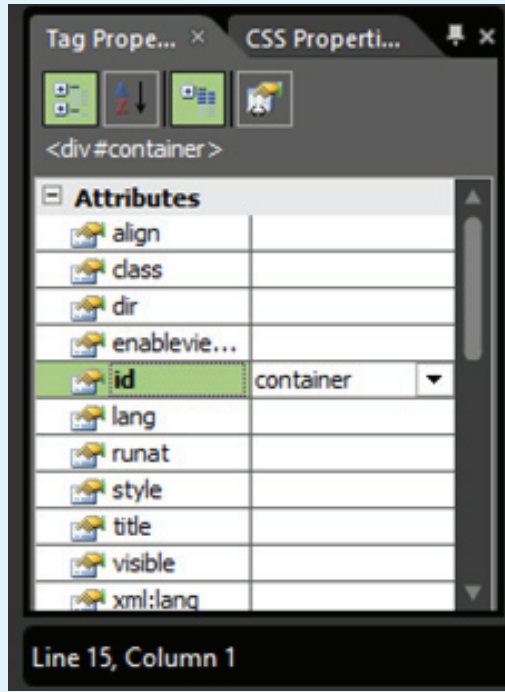 Tag Prope... × CSS Properti... ×
A Z
<div#container>
Attributes
align
class
dir
enablevie...
id container
lang
runat
style
title
visible
xml:lang
Line 15, Column 1